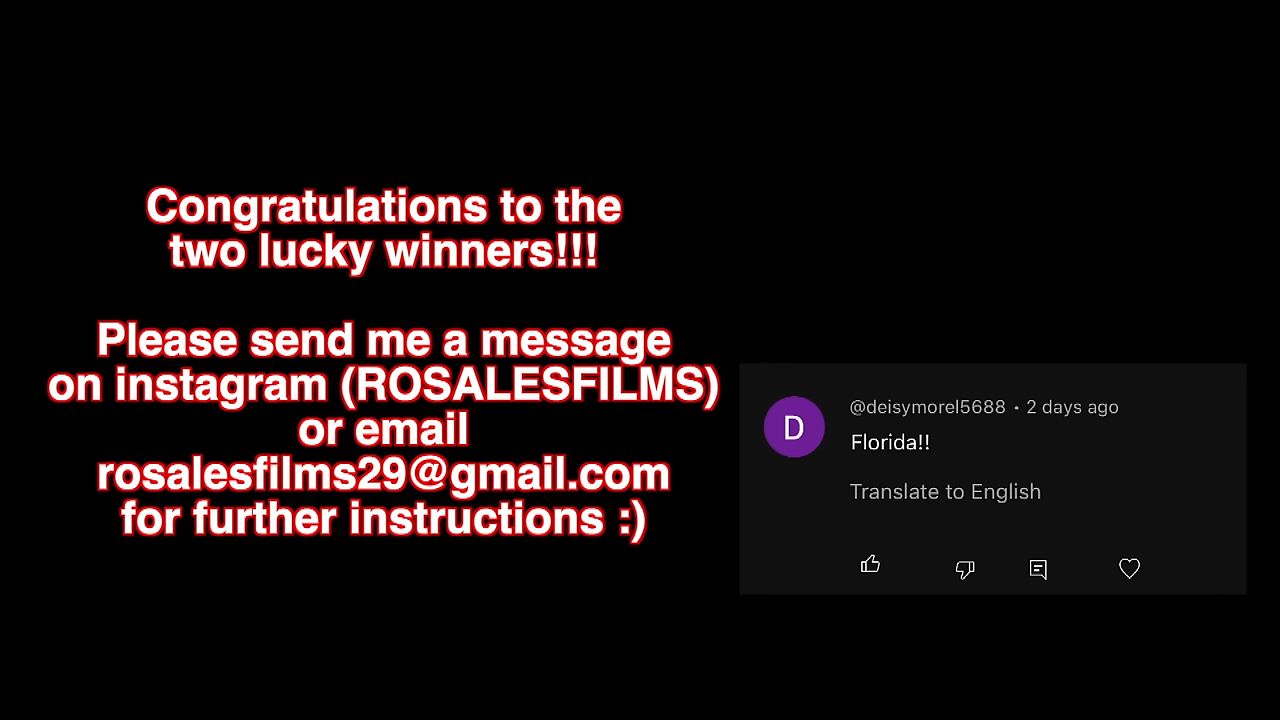 Congratulations to the
two lucky winners!!!
Please send me a message
on instagram (ROSALESFILMS)
or email
rosalesfilms29@gmail.com
for further instructions :)
D
@deisymorel5688 • 2 days ago
Florida!!
Translate to English